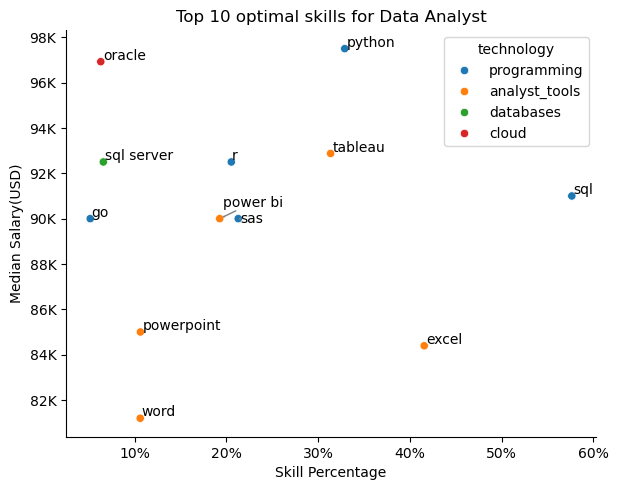 Top 10 optimal skills for Data Analyst
98K
96K
94K
92K
90K
88K
86K
84K
82K
Median Salary(USD)
oracle
python
sql server
r
tableau
go
power bi
sas
sql
powerpoint
excel
word
technology
programming
analyst_tools
databases
cloud
10%
20%
30%
40%
50%
60%
Skill Percentage